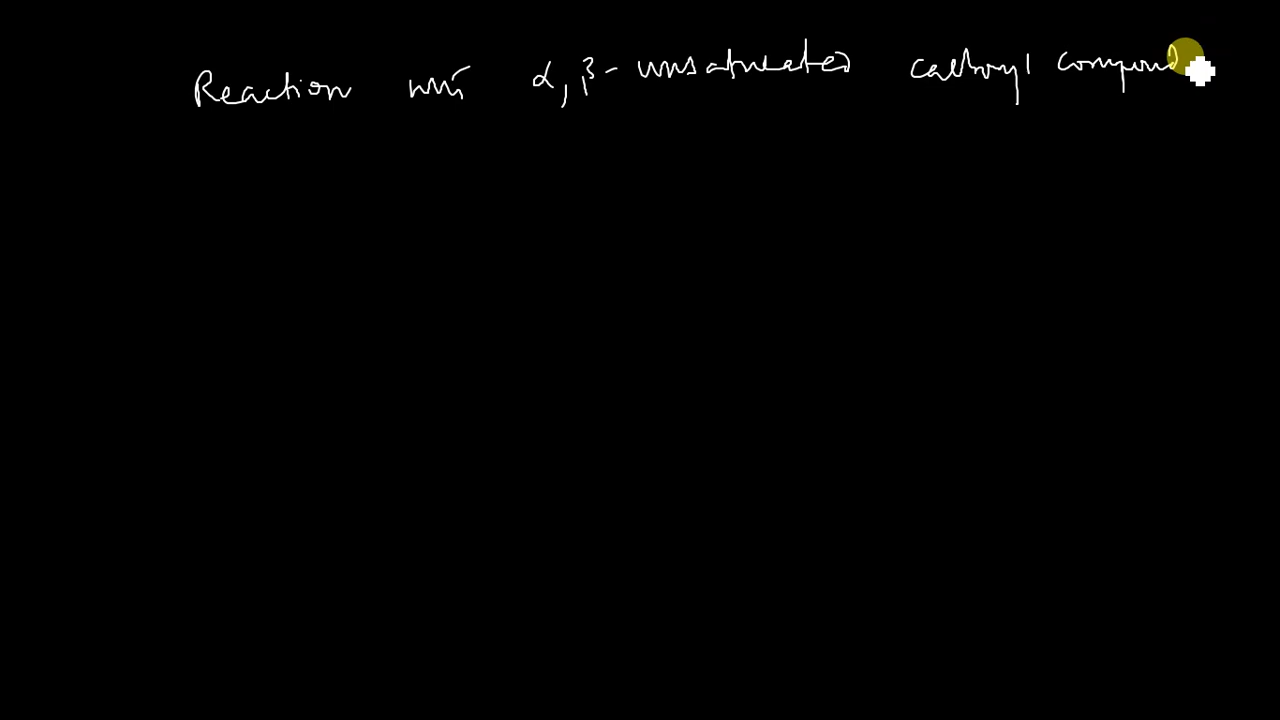 Reaction with α,β- unsaturated carbonyl compound